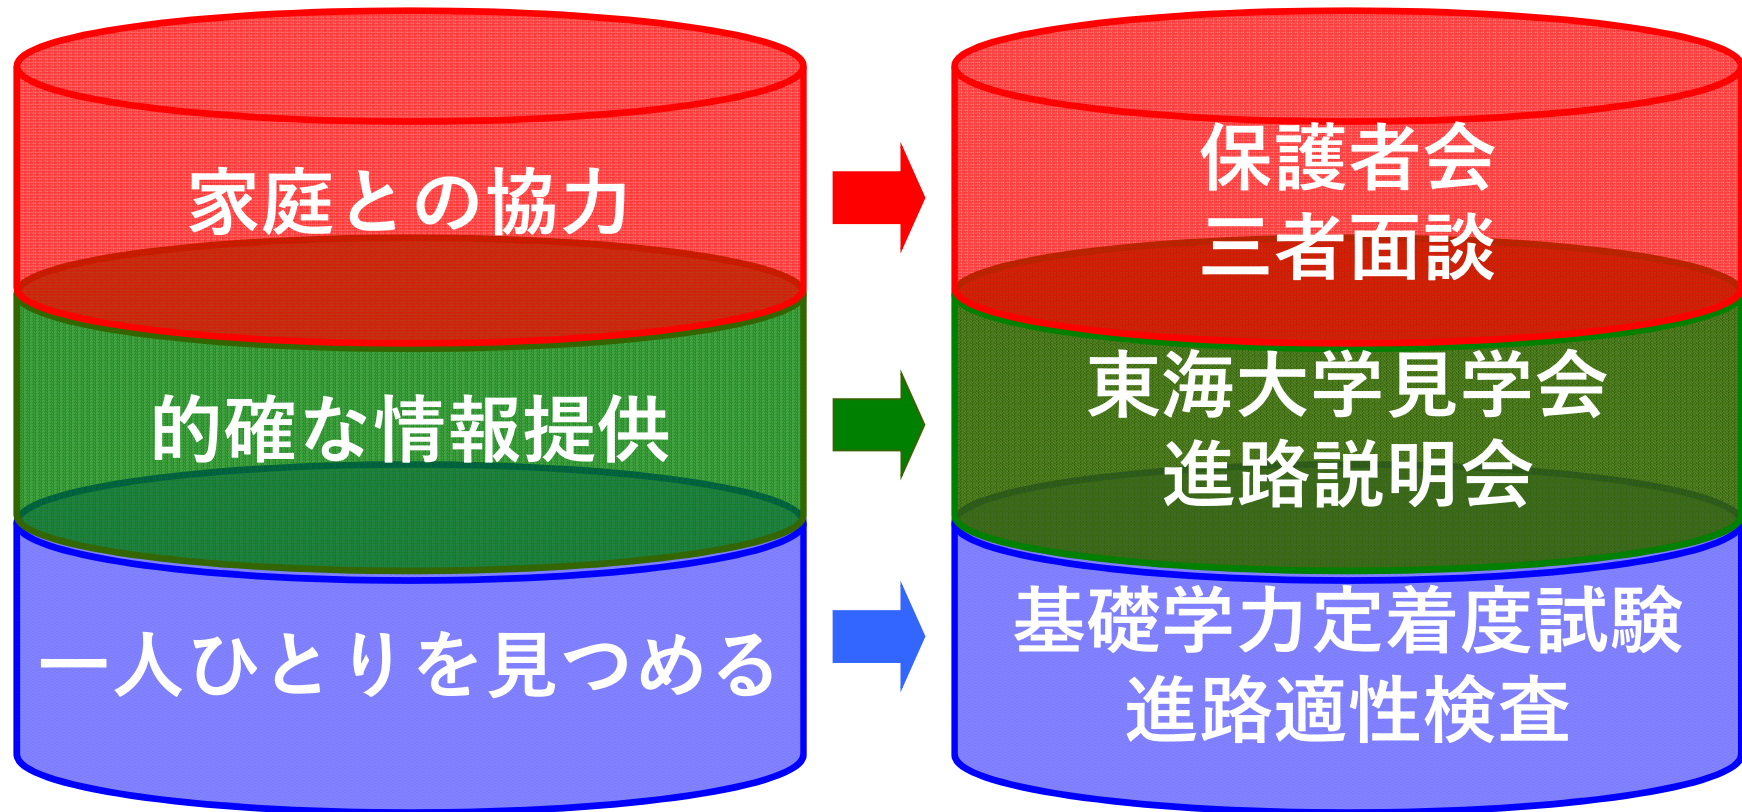 家庭との協力
保護者会
三者面談
的確な情報提供
東海大学見学会
進路説明会
一人ひとりを見つめる
基礎学力定着度試験
進路適性検査